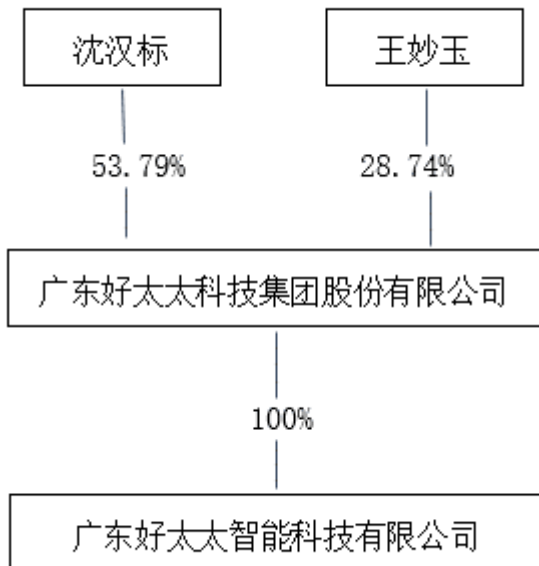 沈汉标
王妙玉
53.79%
28.74%
广东好太太科技集团股份有限公司
100%
广东好太太智能科技有限公司